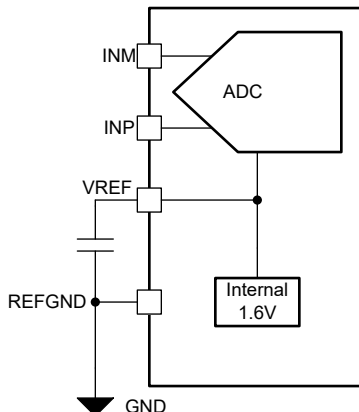 INM
ADC
INP
VREF
Internal
1.6V
REFGND
GND